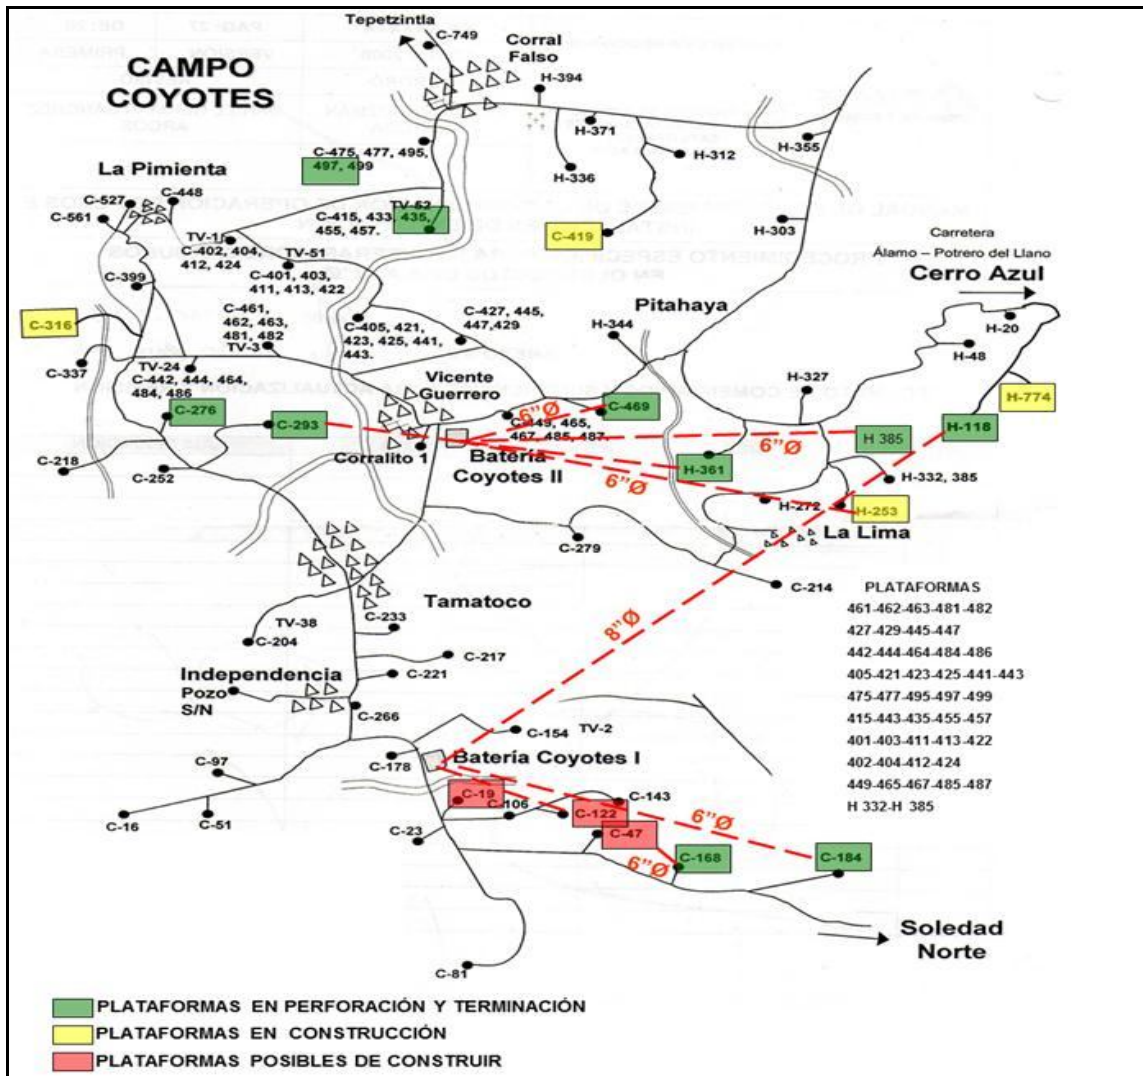 Tepetzintla
C-749
Corral
Falso
CAMPO
COYOTES
H-394
H-371
H-355
C-475, 477, 495,
497, 499
H-312
H-336
La Pimienta
C-527
C-448
C-561
TV-52
C-415, 433, 435,
455, 457.
C-419
H-303
Carretera
Álamo – Potrero del Llano
Cerro Azul
TV-1
C-402, 404,
412, 424
TV-51
C-401, 403,
411, 413, 422
C-399
C-461,
462, 463,
481, 482
TV-3
C-405, 421,
423, 425, 441,
443.
C-427, 445,
447,429
Pitahaya
H-344
H-20
H-48
C-316
C-337
TV-24
C-442, 444, 464,
484, 486
Vicente
Guerrero
H-327
H-774
C-276
C-293
6”Ø
C-469
C-449, 465,
467, 485, 487.
H 385
H-118
6”Ø
C-218
C-252
Corralito 1
Batería
Coyotes II
H-361
6”Ø
H-332, 385
H-272
H-253
La Lima
C-279
C-214
Tamatoco
TV-38
C-233
C-204
8”Ø
C-217
C-221
Independencia
Pozo
S/N
C-266
PLATAFORMAS
461-462-463-481-482
427-429-445-447
442-444-464-484-486
405-421-423-425-441-443
475-477-495-497-499
415-443-435-455-457
401-403-411-413-422
402-404-412-424
449-465-467-485-487
H 332-H 385
C-154
TV-2
C-178
Batería Coyotes I
C-97
C-19
C-106
C-143
C-122
C-16
C-51
C-23
C-47
6”Ø
6”Ø
C-168
C-184
Soledad
Norte
C-81
PLATAFORMAS EN PERFORACIÓN Y TERMINACIÓN
PLATAFORMAS EN CONSTRUCCIÓN
PLATAFORMAS POSIBLES DE CONSTRUIR